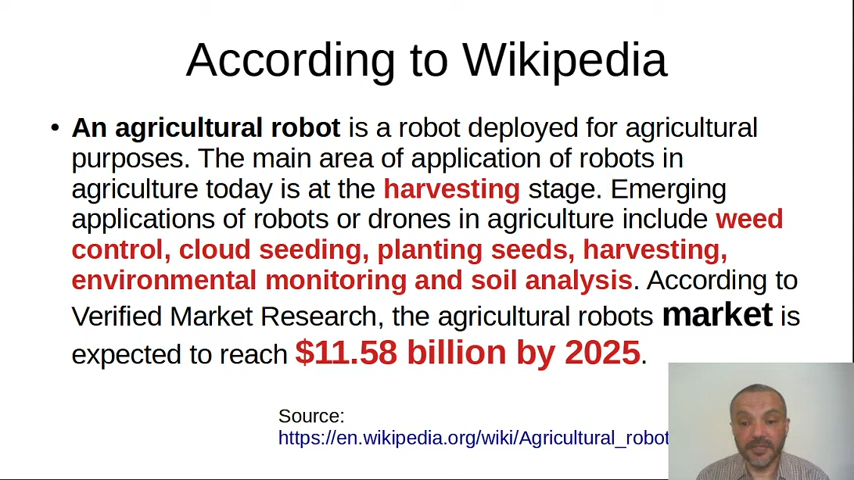 According to Wikipedia
• An agricultural robot is a robot deployed for agricultural
purposes. The main area of application of robots in
agriculture today is at the harvesting stage. Emerging
applications of robots or drones in agriculture include weed
control, cloud seeding, planting seeds, harvesting,
environmental monitoring and soil analysis. According to
Verified Market Research, the agricultural robots market is
expected to reach $11.58 billion by 2025.
Source:
https://en.wikipedia.org/wiki/Agricultural_robot